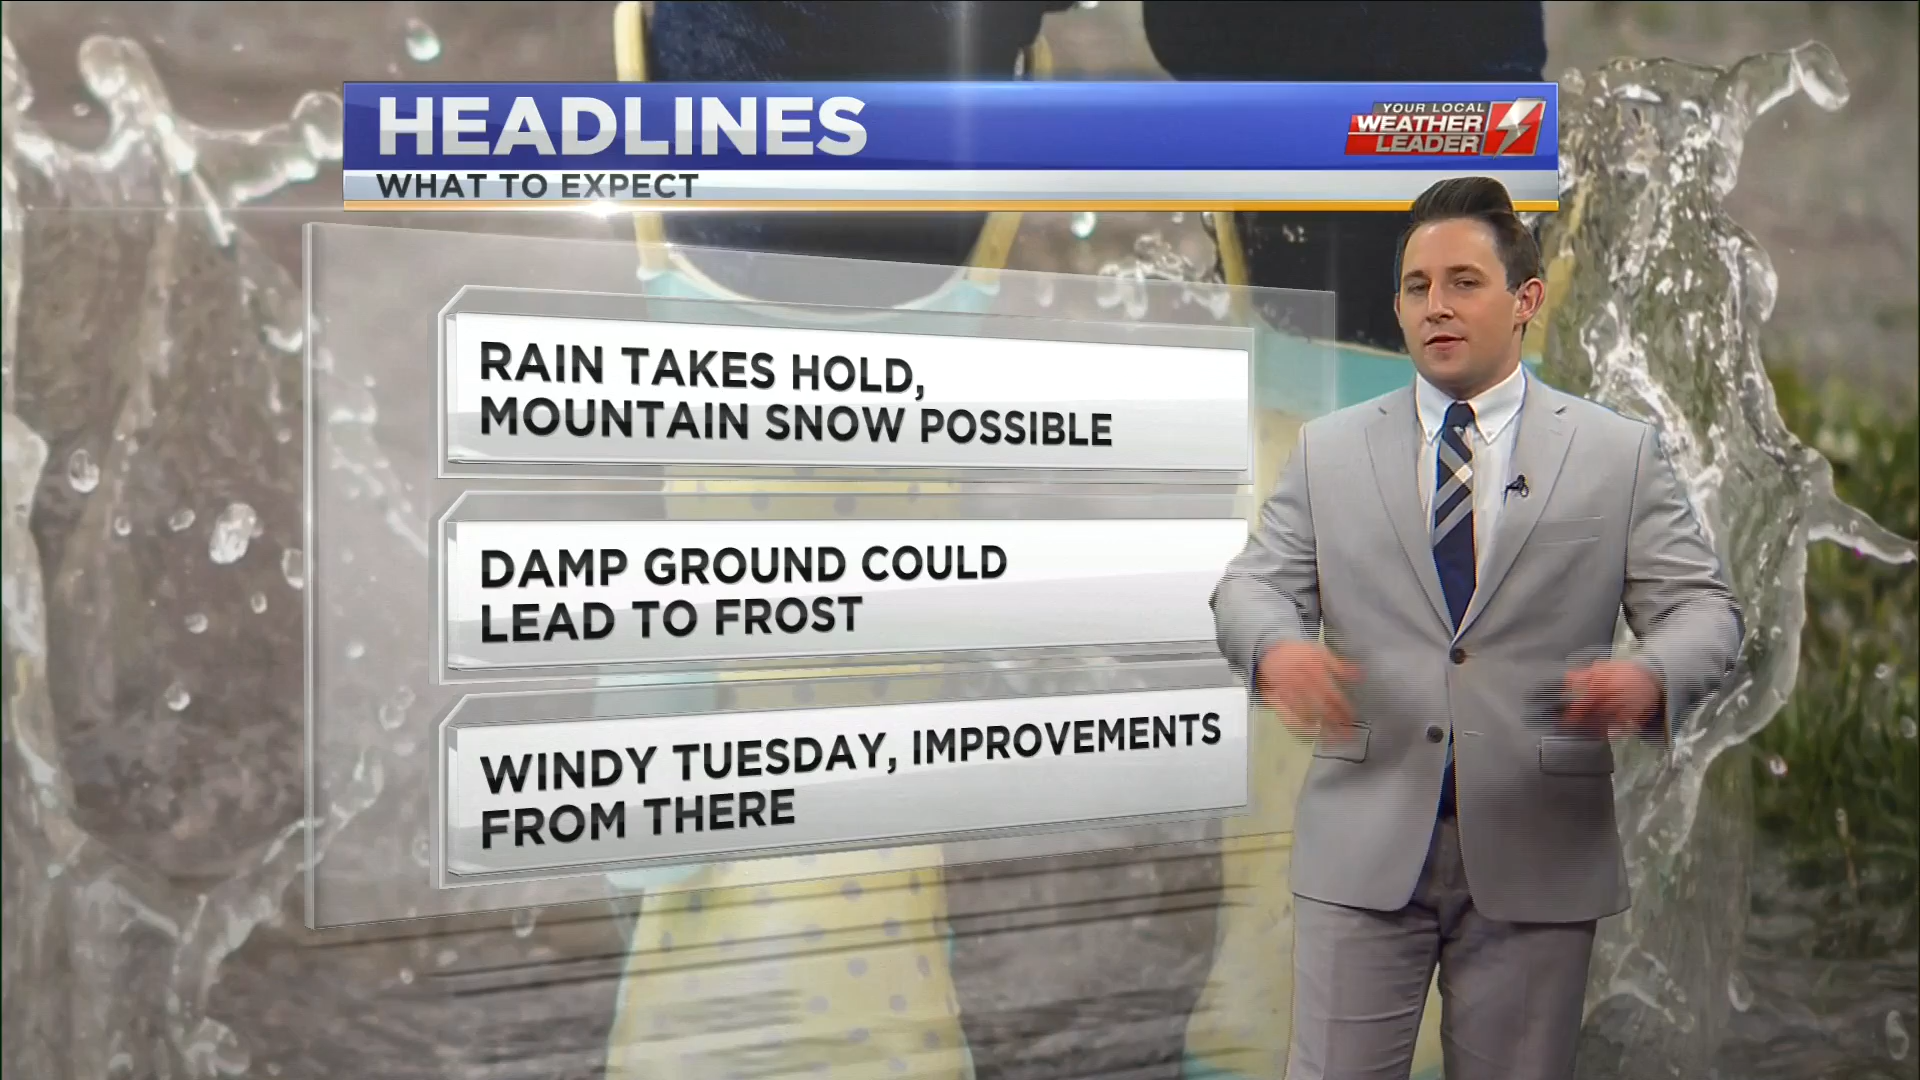 HEADLINES
YOUR LOCAL
WEATHER
LEADER
WHAT TO EXPECT
RAIN TAKES HOLD,
MOUNTAIN SNOW POSSIBLE
DAMP GROUND COULD
LEAD TO FROST
WINDY TUESDAY, IMPROVEMENTS
FROM THERE